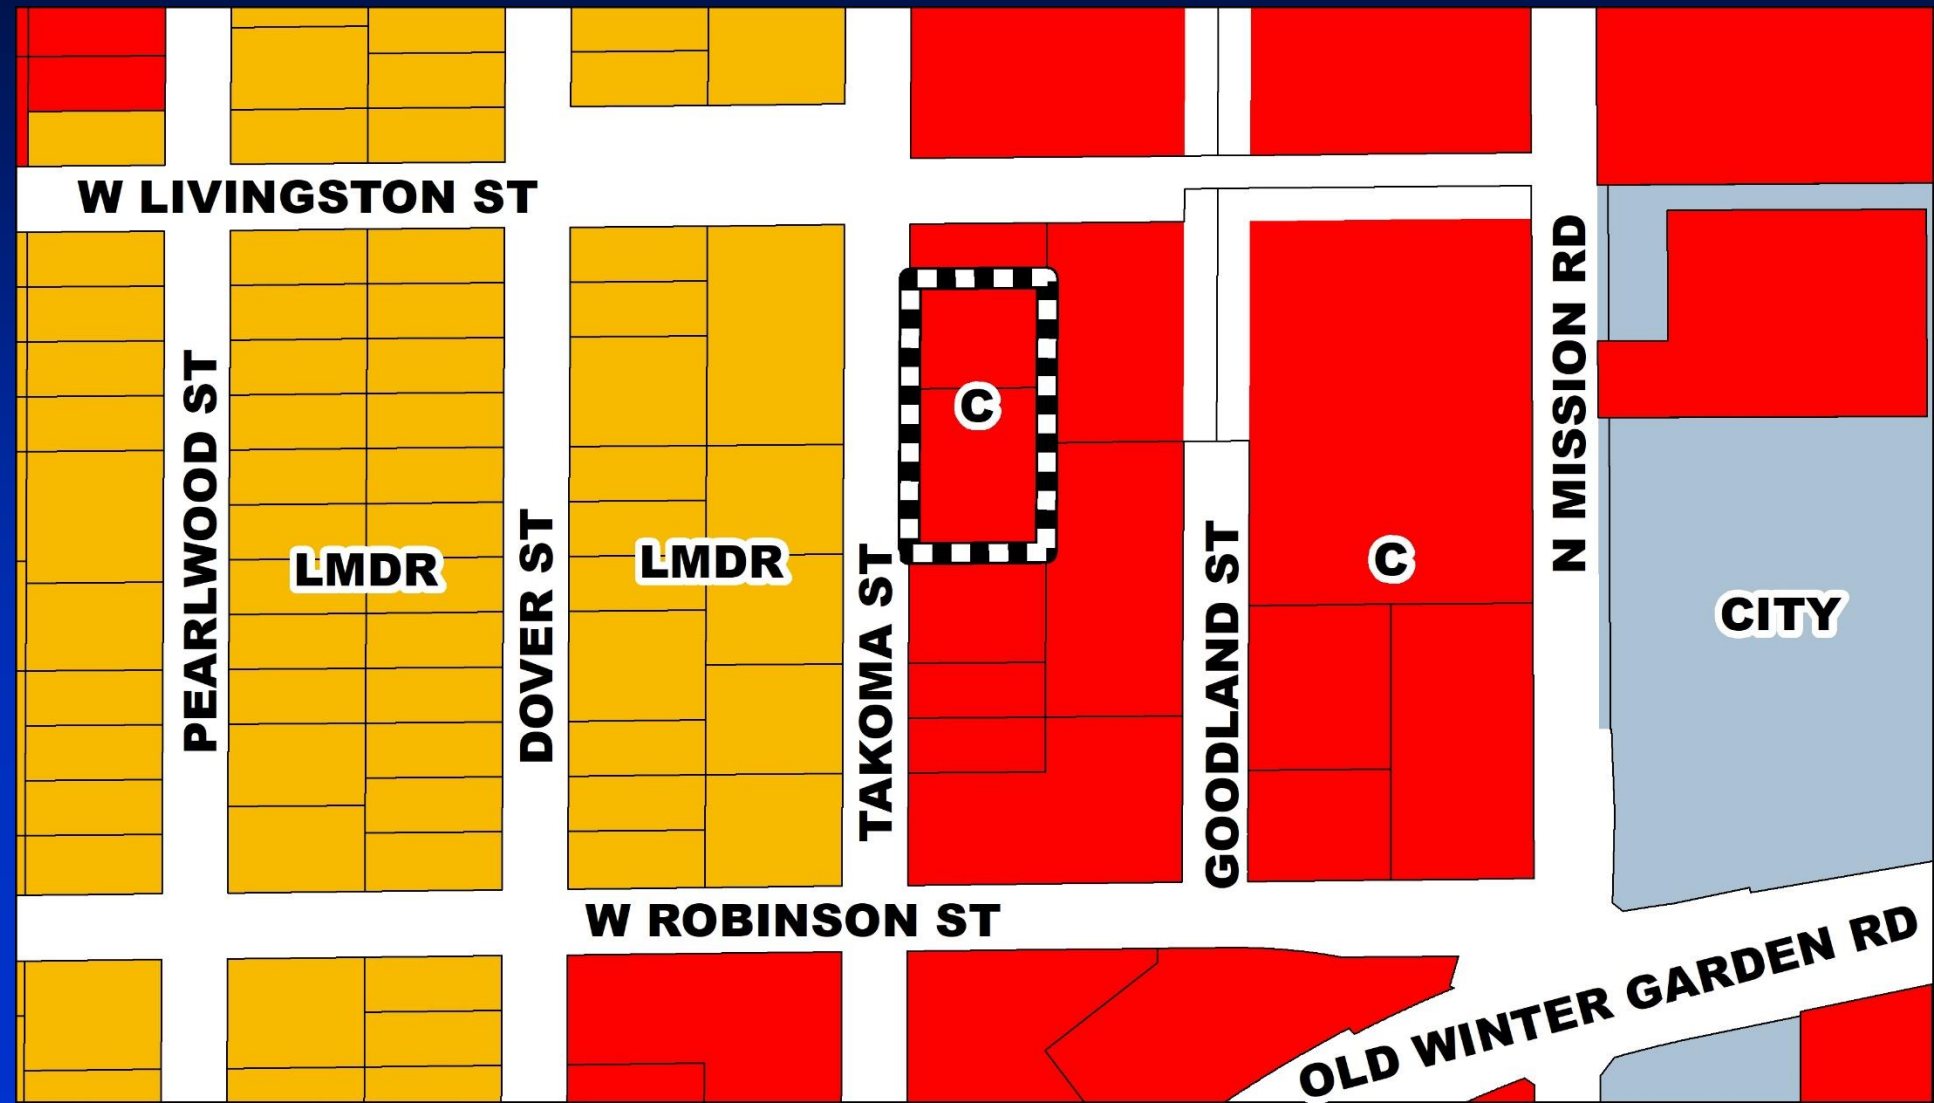 W LIVINGSTON ST
PEARLWOOD ST
DOVER ST
TAKOMA ST
GOODLAND ST
N MISSION RD
C
LMDR
LMDR
C
CITY
W ROBINSON ST
OLD WINTER GARDEN RD